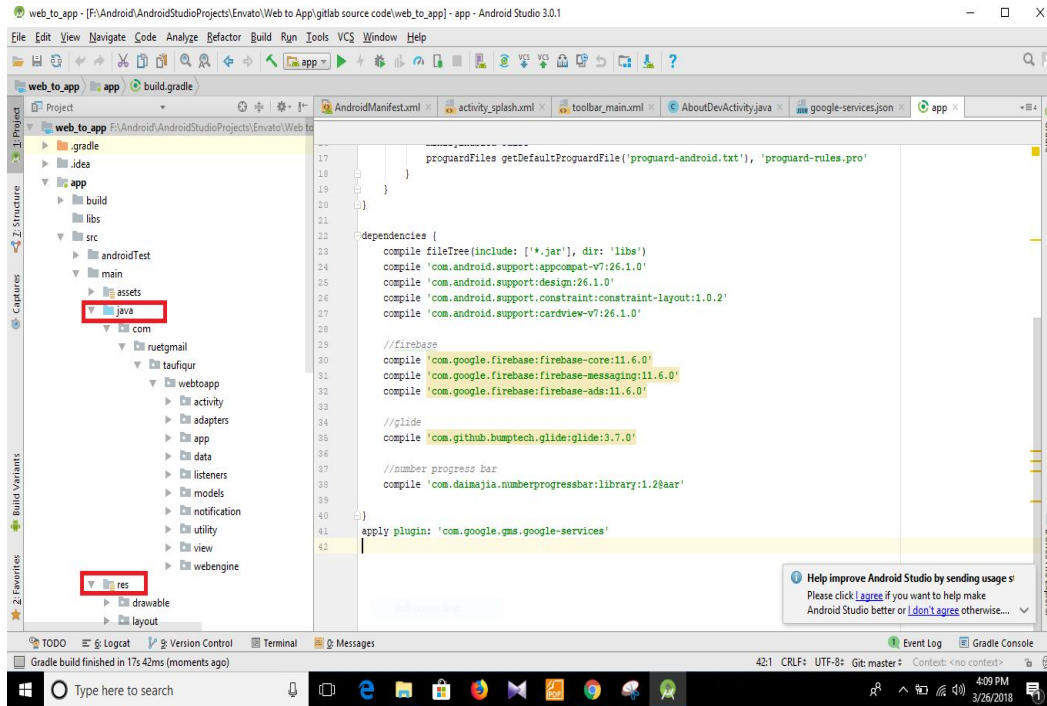 web_to_app - [F:\Android\AndroidStudioProjects\Envato\Web to App\gitlab source code\web_to_app] - app - Android Studio 3.0.1
File Edit View Navigate Code Analyze Refactor Build Run Tools VCS Window Help
app
VCS VCS
web_to_app app build.gradle
Project
AndroidManifest.xml activity_splash.xml toolbar_main.xml AboutDevActivity.java google-services.json app
1: Project
Z: Structure
Captures
Build Variants
2: Favorites
web_to_app F:\Android\AndroidStudioProjects\Envato\Web to
.gradle
.idea
app
build
libs
src
androidTest
main
assets
java
com
ruetgmail
taufiqur
webtoapp
activity
adapters
app
data
listeners
models
notification
utility
view
webengine
res
drawable
layout
17 proguardFiles getDefaultProguardFile('proguard-android.txt'), 'proguard-rules.pro'
18 }
19 }
20 }
21
22 dependencies {
23 compile fileTree(include: ['*.jar'], dir: 'libs')
24 compile 'com.android.support:appcompat-v7:26.1.0'
25 compile 'com.android.support:design:26.1.0'
26 compile 'com.android.support.constraint:constraint-layout:1.0.2'
27 compile 'com.android.support:cardview-v7:26.1.0'
28
29 //firebase
30 compile 'com.google.firebase:firebase-core:11.6.0'
31 compile 'com.google.firebase:firebase-messaging:11.6.0'
32 compile 'com.google.firebase:firebase-ads:11.6.0'
33
34 //glide
35 compile 'com.github.bumptech.glide:glide:3.7.0'
36
37 //number progress bar
38 compile 'com.daimajia.numberprogressbar:library:1.2@aar'
39
40 }
41 apply plugin: 'com.google.gms.google-services'
42
Help improve Android Studio by sending usage st
Please click I agree if you want to help make
Android Studio better or I don't agree otherwise....
TODO 6: Logcat 9: Version Control Terminal 0: Messages 1 Event Log Gradle Console
Gradle build finished in 17s 42ms (moments ago) 42:1 CRLF UTF-8 Git: master Context: <no context>
Type here to search
4:09 PM
3/26/2018